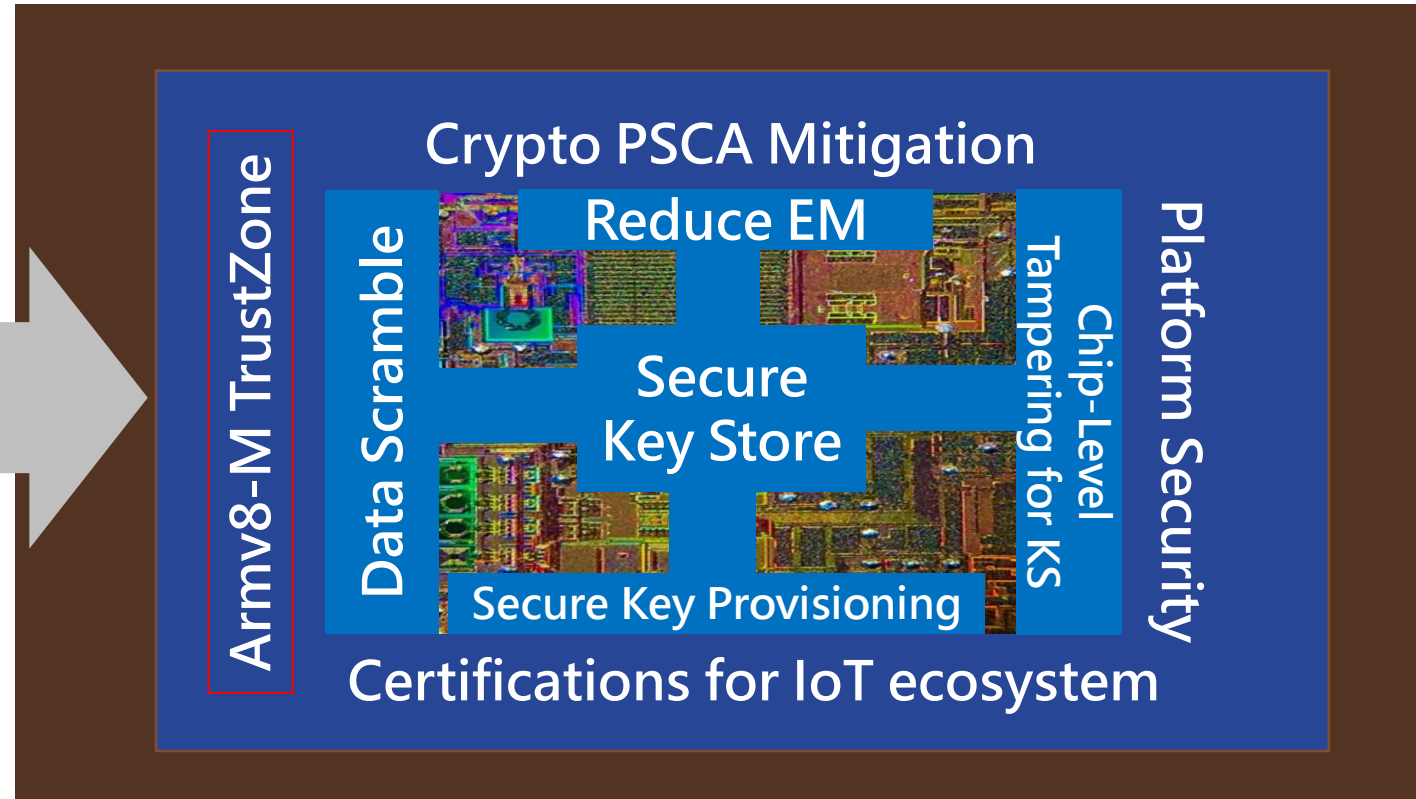 Crypto PSCA Mitigation
Armv8-M TrustZone
Data Scramble
Reduce EM
Secure
Key Store
Chip-Level
Tampering for KS
Platform Security
Secure Key Provisioning
Certifications for IoT ecosystem